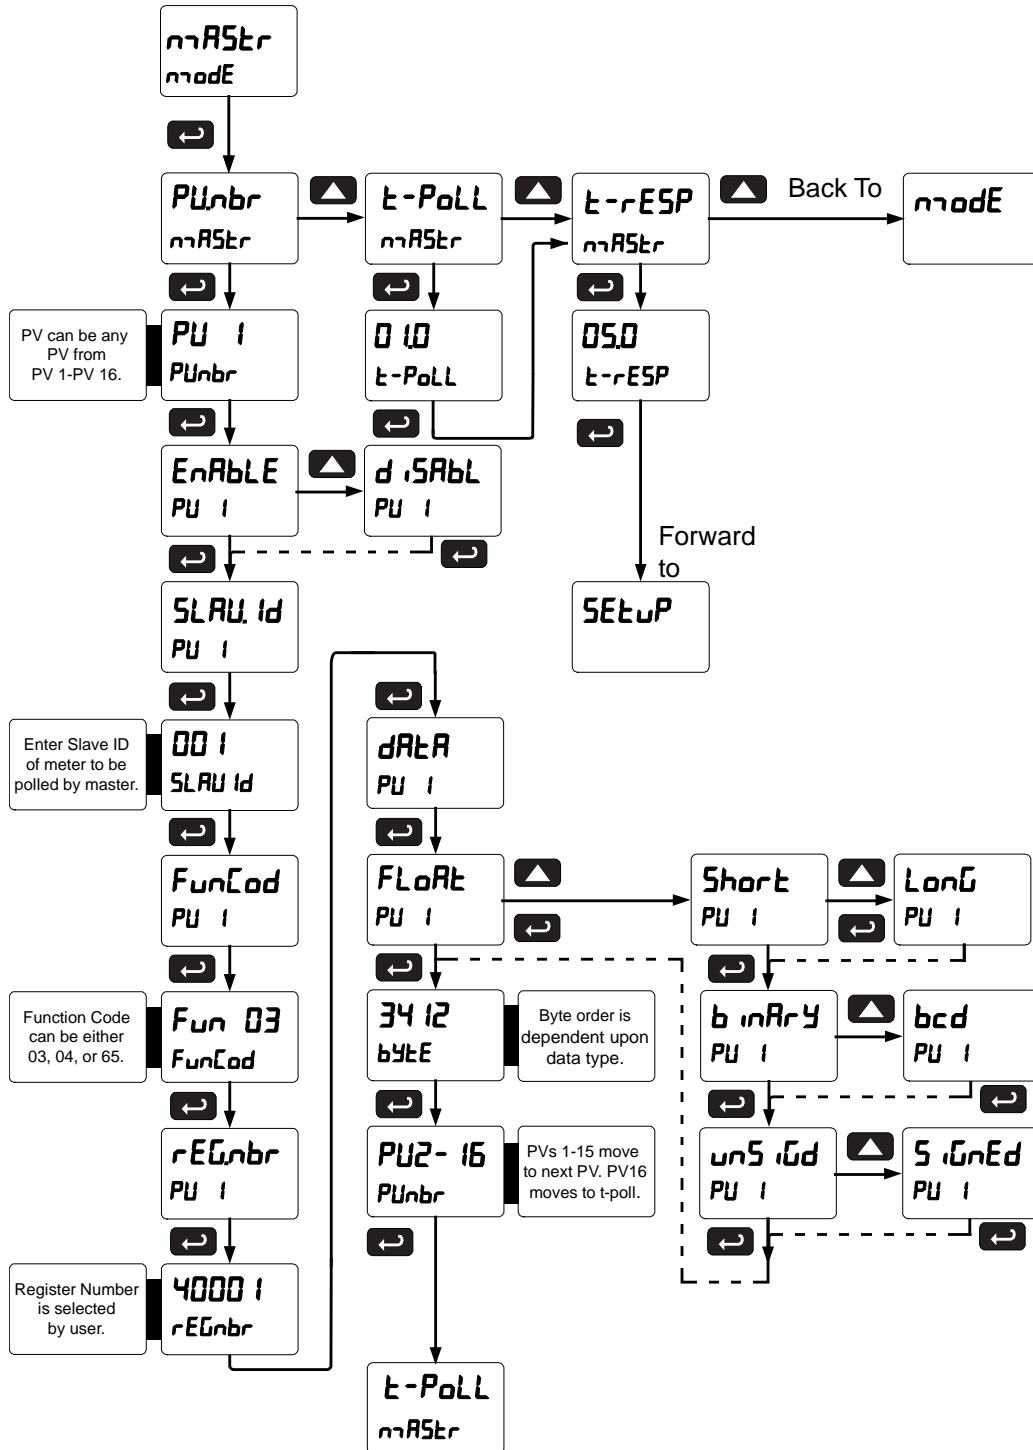 mAStr
modE
PV.nbr
mAStr
t-PoLL
mAStr
t-rESP
mAStr
Back To
modE
PV can be any
PV from
PV 1-PV 16.
PV 1
PVnbr
01.0
t-PoLL
05.0
t-rESP
EnAbLE
PV 1
diSAbL
PV 1
Forward
to
SEtuP
SLAV.Id
PV 1
Enter Slave ID
of meter to be
polled by master.
001
SLAVId
dAtA
PV 1
FunCod
PV 1
FLoAt
PV 1
Short
PV 1
LonG
PV 1
Function Code
can be either
03, 04, or 65.
Fun 03
FunCod
3412
bytE
Byte order is
dependent upon
data type.
binAry
PV 1
bcd
PV 1
rEG.nbr
PV 1
PV2-16
PVnbr
PVs 1-15 move
to next PV. PV16
moves to t-poll.
unSiGd
PV 1
SiGnEd
PV 1
Register Number
is selected
by user.
40001
rEGnbr
t-PoLL
mAStr